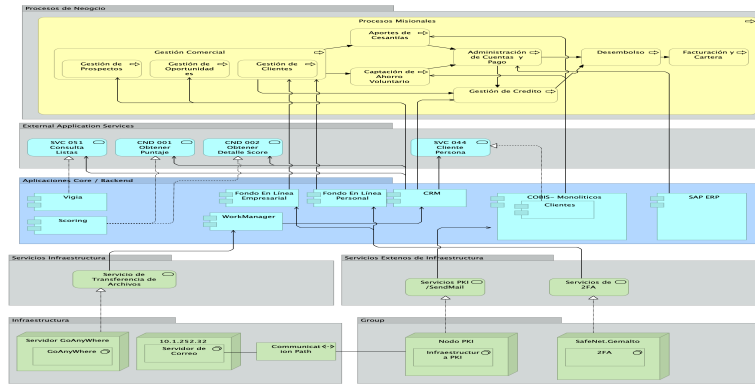 Procesos de Neogcio
Procesos Misionales
Aportes de
Cesantías
Gestión Comercial
Gestión de
Prospectos
Gestión de
Oportunidad
es
Gestión de
Clientes
Captación de
Ahorro
Voluntario
Administración
de Cuentas y
Pago
Gestión de Credito
Desembolso
Facturación y
Cartera
External Application Services
SVC 051
Consulta
Listas
CND 001
Obtener
Puntaje
CND 002
Obtener
Detalle Score
SVC 044
Cliente
Persona
Aplisaciones Core / Backend
Vigia
Scoring
Fondo En Línea
Empresarial
WorkManager
Fondo En Línea
Personal
CRM
COBIS- Monolíticos
Clientes
SAP ERP
Servicios Infraestructura
Servicio de
Transferencia de
Archivos
Servicios Extenos de Infraestructura
Servicios PKI
/SendMail
Servicios de
2FA
Infraestructura
Servidor GoAnyWhere
GoAnyWhere
10.1.252.32
Servidor de
Correo
Communicat
ion Path
Group
Nodo PKI
Infraestructur
a PKI
SafeNet.Gemalto
2FA